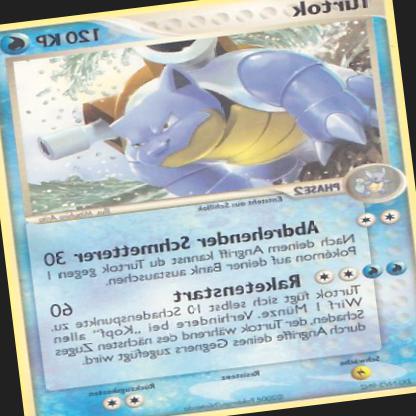 Turtok 120 KP
PHASE 2
Entsteht aus Schillok
Abdrehender Schmetterer 30
Nach deinem Angriff kannst du Turtok gegen 1
Pokémon auf deiner Bank austauschen.
Raketenstart 60
Turtok fügt sich selbst 10 Schadenspunkte zu.
Wirf 1 Münze. Verhindere bei „Kopf" allen
Schaden, der Turtok während des nächsten Zuges
durch Angriffe deines Gegners zugefügt wird.
Schwäche Resistenz Rückzugskosten